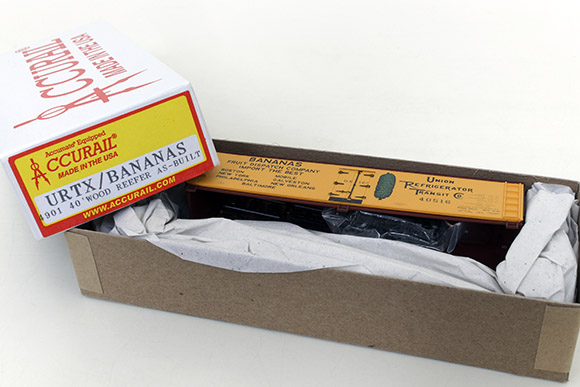 ACCURAIL
MADE IN THE USA
Accumate® Equipped
ACCURAIL®
MADE IN THE USA
URTX/BANANAS
4901 40' WOOD REEFER AS-BUILT
WWW.ACCURAIL.COM
BANANAS
FRUIT DISPATCH COMPANY
IMPORT THE BEST
BOSTON MOBILE
NEW YORK GALVESTON
PHILADELPHIA NEW ORLEANS
BALTIMORE
UNION
REFRIGERATOR
TRANSIT CO.
48516